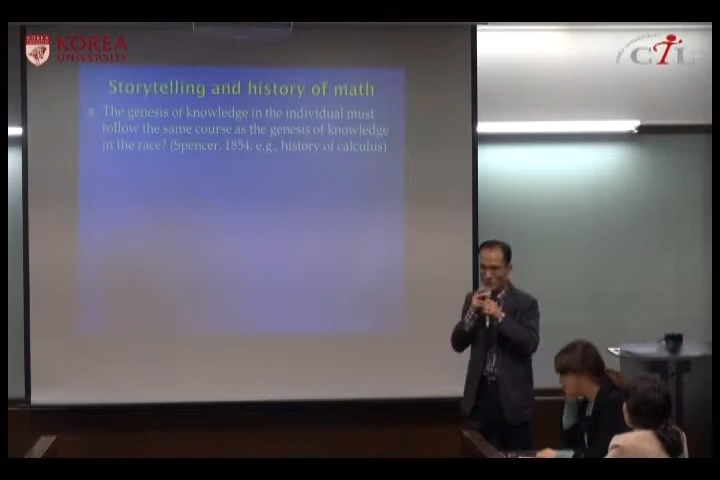 KOREA
UNIVERSITY
CTL
Storytelling and history of math
The genesis of knowledge in the individual must
follow the same course as the genesis of knowledge
in the race? (Spencer, 1854, e.g., history of calculus)